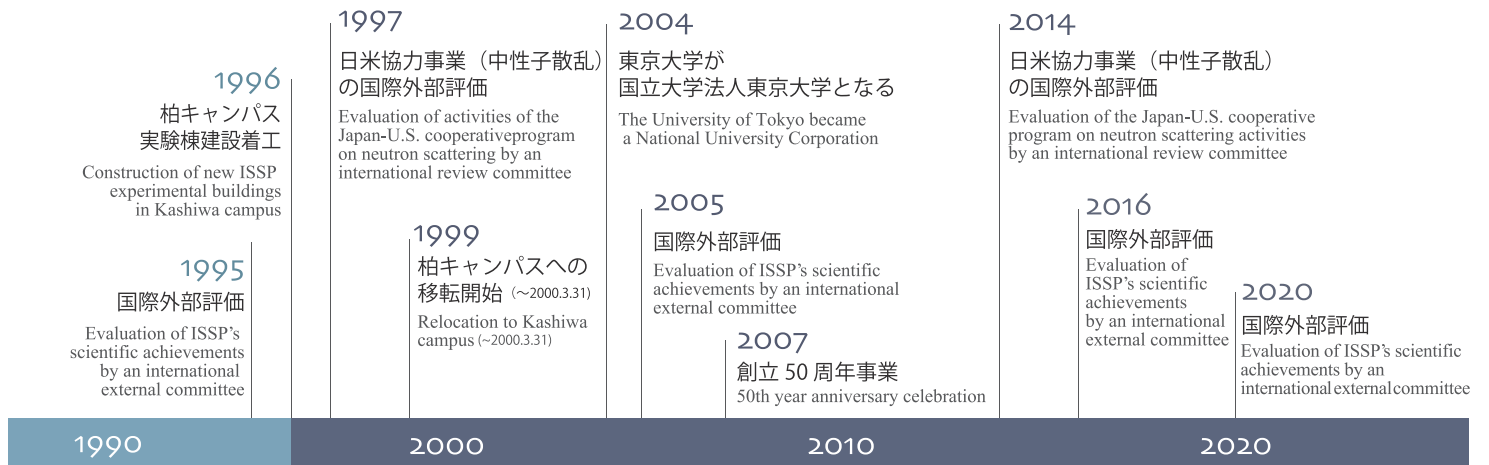 1995
国際外部評価
Evaluation of ISSP's
scientific achievements
by an international
external committee
1996
柏キャンパス
実験棟建設着工
Construction of new ISSP
experimental buildings
in Kashiwa campus
1997
日米協力事業（中性子散乱）
の国際外部評価
Evaluation of activities of the
Japan-U.S. cooperativeprogram
on neutron scattering by an
international review committee
1999
柏キャンパスへの
移転開始（～2000.3.31)
Relocation to Kashiwa
campus (~2000.3.31)
2004
東京大学が
国立大学法人東京大学となる
The University of Tokyo became
a National University Corporation
2005
国際外部評価
Evaluation of ISSP's scientific
achievements by an international
external committee
2007
創立 50 周年事業
50th year anniversary celebration
2014
日米協力事業（中性子散乱）
の国際外部評価
Evaluation of the Japan-U.S. cooperative
program on neutron scattering activities
by an international review committee
2016
国際外部評価
Evaluation of
ISSP's scientific
achievements
by an international
external committee
2020
国際外部評価
Evaluation of ISSP's scientific
achievements by an
international external committee
1990
2000
2010
2020